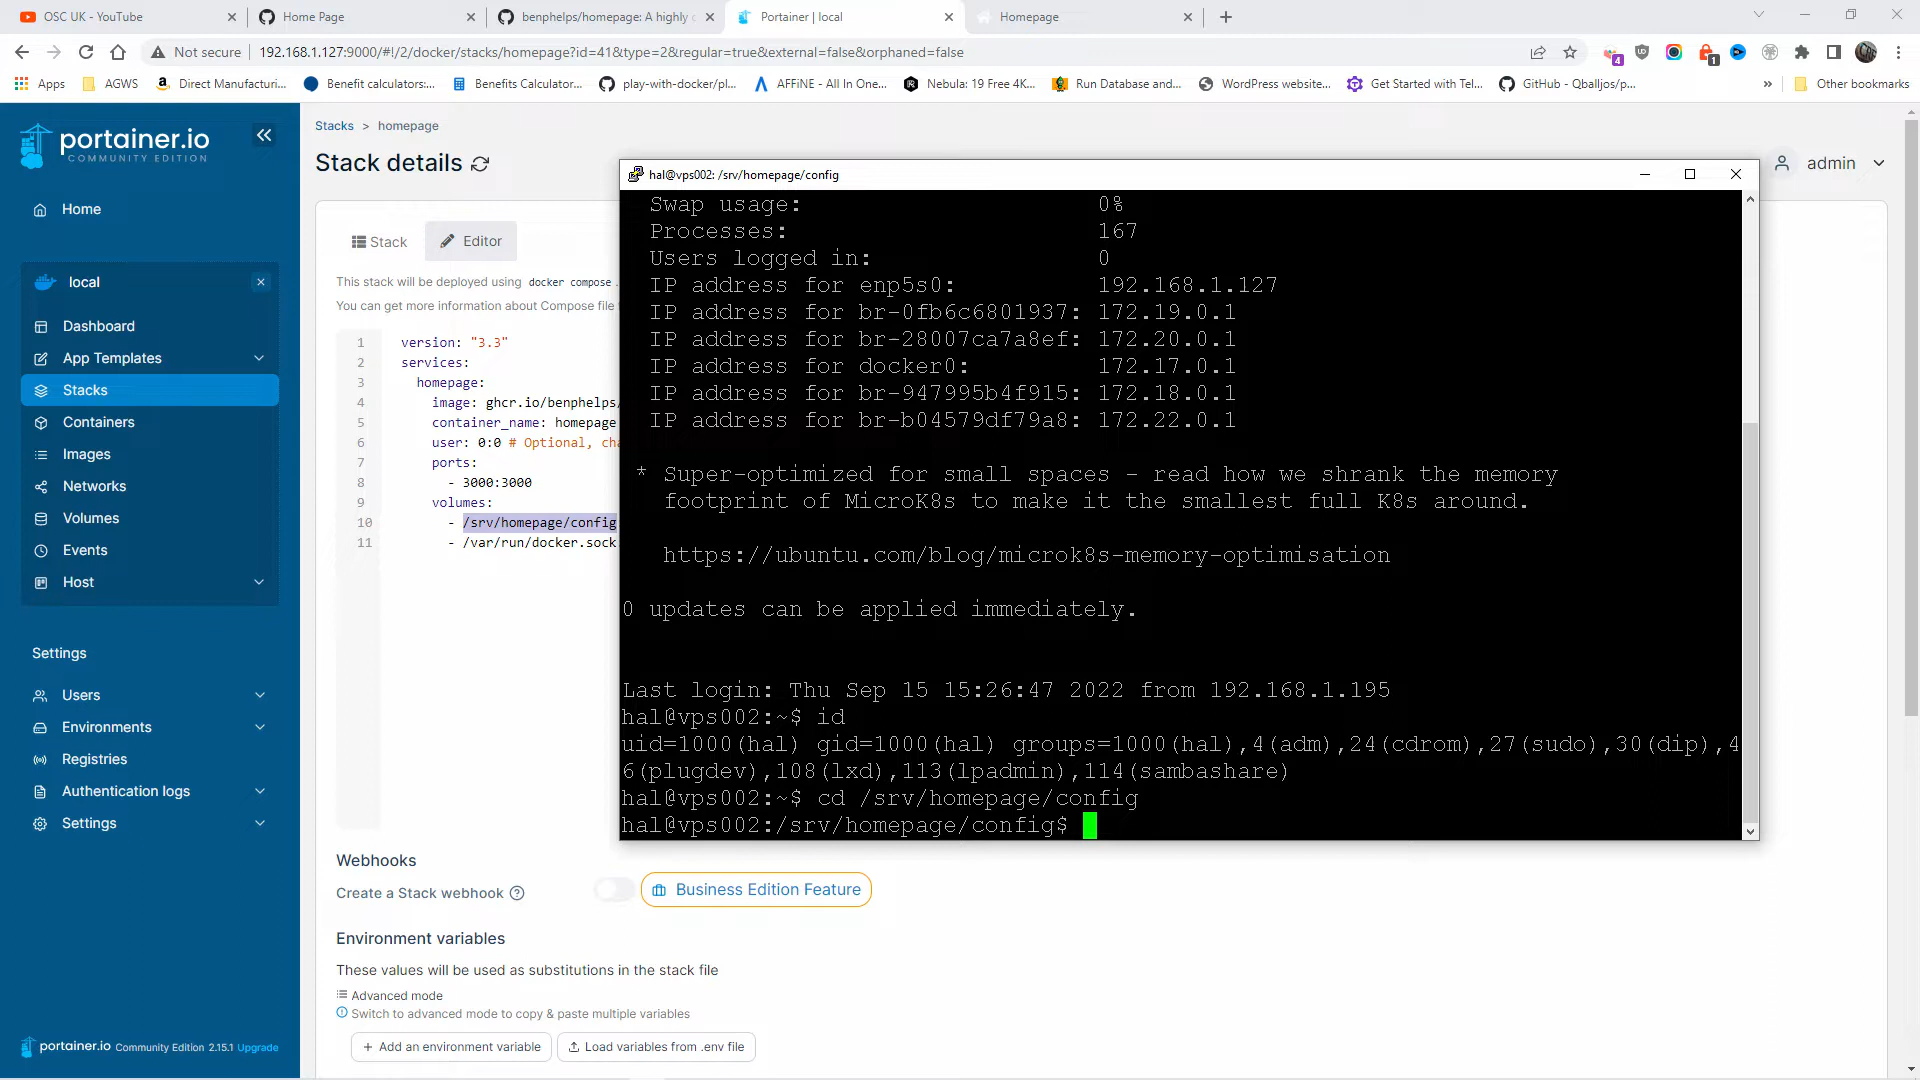 OSC UK - YouTube
Home Page
benphelps/homepage: A highly
Portainer | local
Homepage
Not secure
192.168.1.127:9000/#!/2/docker/stacks/homepage?id=41&type=2&regular=true&external=false&orphaned=false
4
1
Apps
AGWS
Direct Manufacturi...
Benefit calculators:...
Benefits Calculator...
play-with-docker/pl...
AFFiNE - All In One...
Nebula: 19 Free 4K...
Run Database and...
WordPress website...
Get Started with Tel...
GitHub - Qballjos/p...
»
Other bookmarks
portainer.io
COMMUNITY EDITION
Home
local
Dashboard
App Templates
Stacks
Containers
Images
Networks
Volumes
Events
Host
Settings
Users
Environments
Registries
Authentication logs
Settings
portainer.io Community Edition 2.15.1 Upgrade
Stacks > homepage
Stack details
admin
Stack
Editor
This stack will be deployed using docker compose.
You can get more information about Compose file
1 version: "3.3"
2 services:
3 homepage:
4 image: ghcr.io/benphelps/
5 container_name: homepage
6 user: 0:0 # Optional, cha
7 ports:
8 - 3000:3000
9 volumes:
10 - /srv/homepage/config
11 - /var/run/docker.sock
Webhooks
Create a Stack webhook
Business Edition Feature
Environment variables
These values will be used as substitutions in the stack file
Advanced mode
Switch to advanced mode to copy & paste multiple variables
+ Add an environment variable
Load variables from .env file
hal@vps002: /srv/homepage/config
Swap usage: 0%
Processes: 167
Users logged in: 0
IP address for enp5s0: 192.168.1.127
IP address for br-0fb6c6801937: 172.19.0.1
IP address for br-28007ca7a8ef: 172.20.0.1
IP address for docker0: 172.17.0.1
IP address for br-947995b4f915: 172.18.0.1
IP address for br-b04579df79a8: 172.22.0.1
* Super-optimized for small spaces - read how we shrank the memory
footprint of MicroK8s to make it the smallest full K8s around.
https://ubuntu.com/blog/microk8s-memory-optimisation
0 updates can be applied immediately.
Last login: Thu Sep 15 15:26:47 2022 from 192.168.1.195
hal@vps002:~$ id
uid=1000(hal) gid=1000(hal) groups=1000(hal),4(adm),24(cdrom),27(sudo),30(dip),4
6(plugdev),108(lxd),113(lpadmin),114(sambashare)
hal@vps002:~$ cd /srv/homepage/config
hal@vps002:/srv/homepage/config$